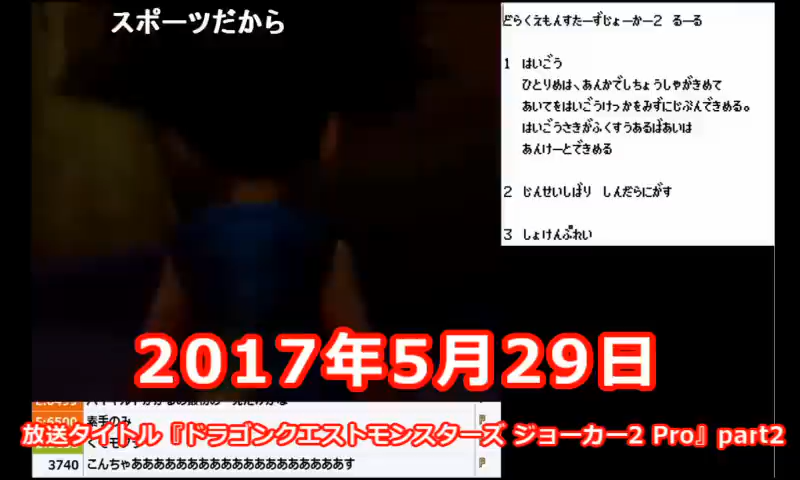 スポーツだから
どらくえもんすたーずじょーかー2 るーる
1 はいごう
ひとりめは、あんかでしちょうしゃがきめて
あいてをはいごうけっかをみずにじぶんできめる。
はいごうさきがふくすうあるばあいは
あんけーとできめる
2 じんせいしばり しんだらにがす
3 しょけんぷれい
2017年5月29日
素手のみ
放送タイトル『ドラゴンクエストモンスターズ ジョーカー2 Pro』part2
3740 こんちゃあああああああああああああああああああす